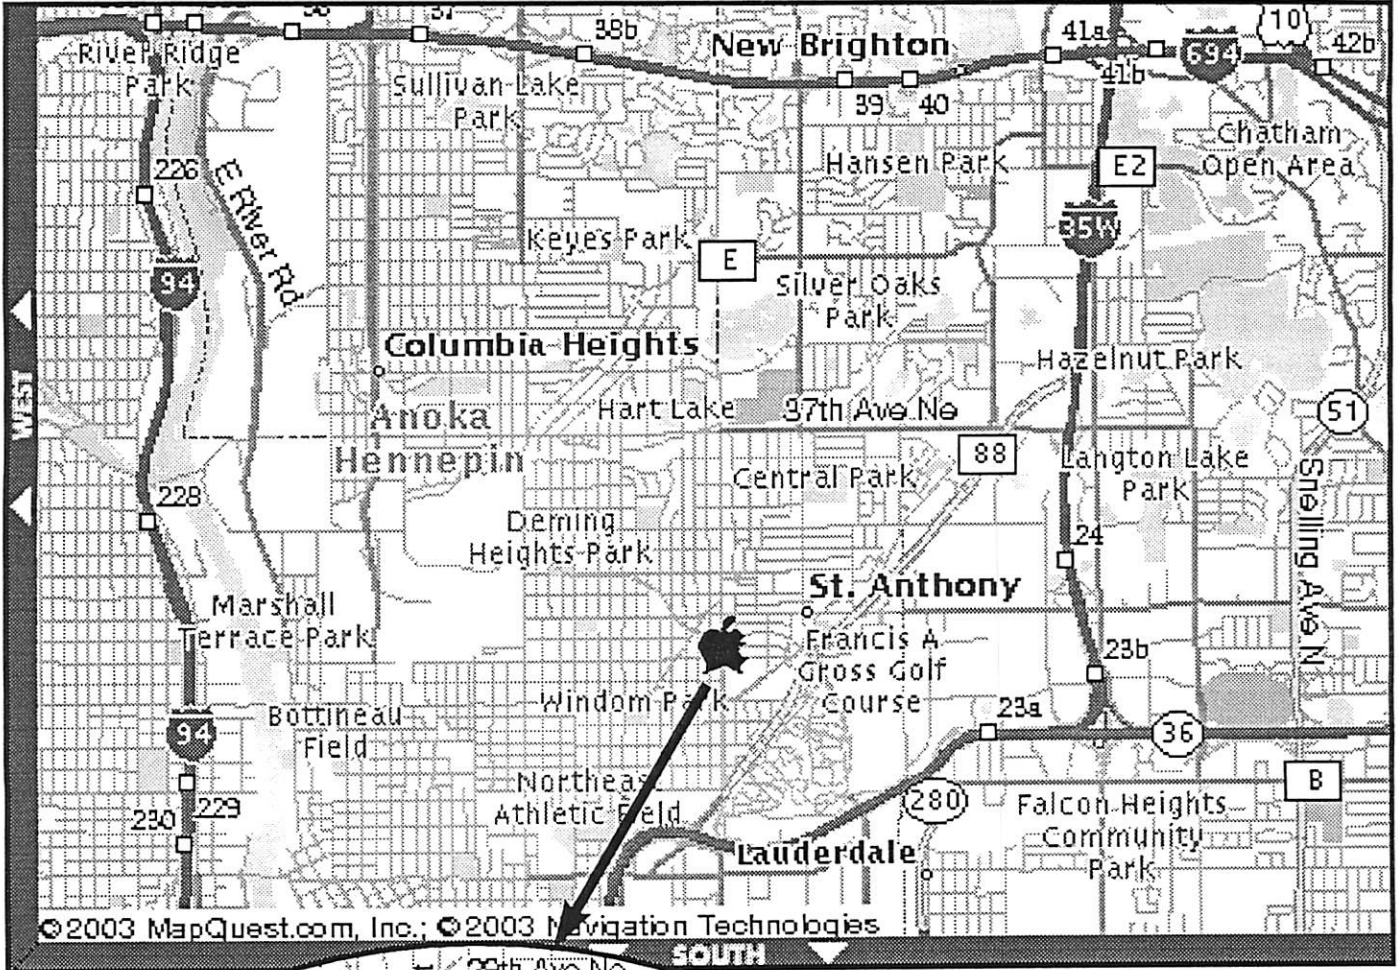 37
38b
New Brighton
41a
694
10
42b
River Ridge
Park
Sullivan Lake
Park
41b
39
40
Chatham
Open Area
226
Hansen Park
E2
E River Rd
Keyes Park
E
35W
94
Silver Oaks
Park
Columbia Heights
Hazelnut Park
WEST
Anoka
Hart Lake
37th Ave Ne
51
Hennepin
88
Central Park
Langton Lake
Park
228
Deming
Heights Park
Snelling Ave N
24
St. Anthony
Marshall
Terrace Park
Francis A
Gross Golf
Course
23b
Windom Park
23a
94
Bottineau
Field
36
Northeast
Athletic Field
B
230
229
280
Falcon Heights
Community
Park
Lauderdale
©2003 MapQuest.com, Inc.; ©2003 Navigation Technologies
SOUTH